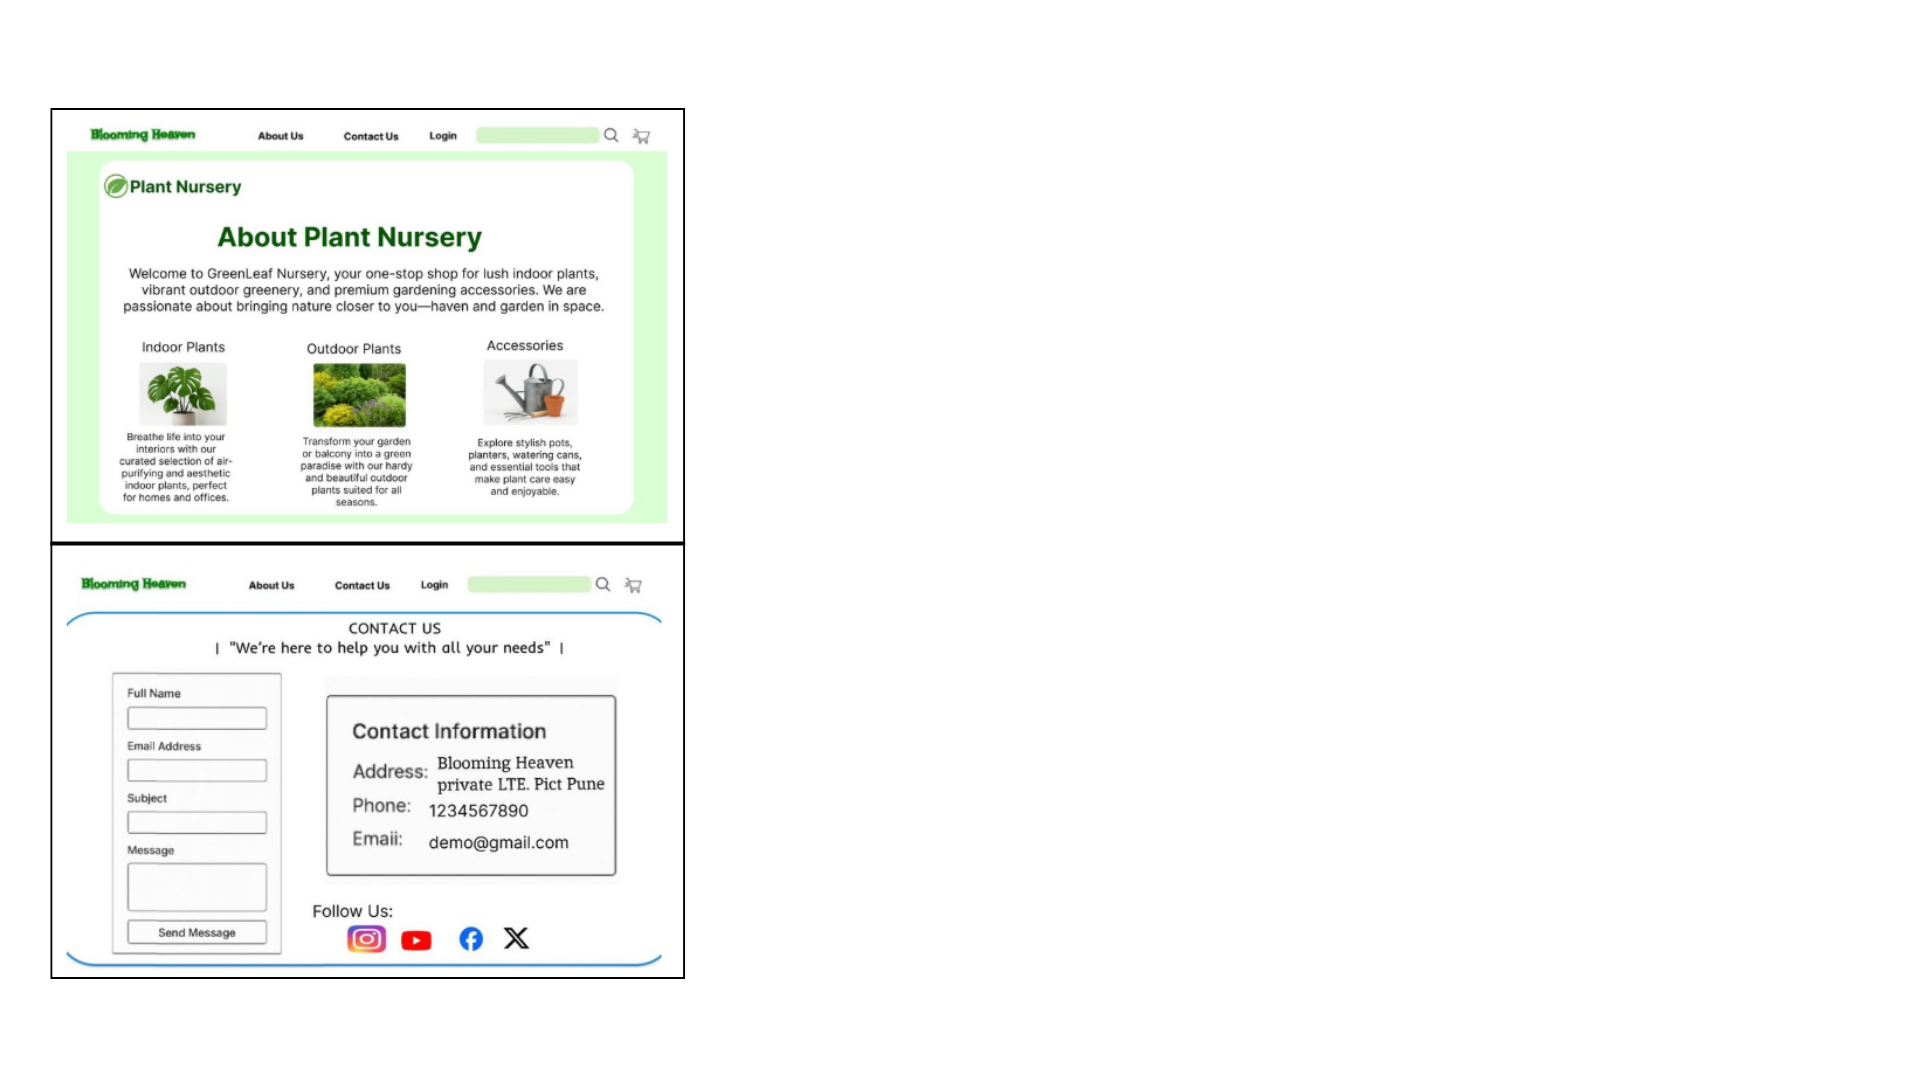 Blooming Heaven
About Us
Contact Us
Login
Plant Nursery
About Plant Nursery
Welcome to GreenLeaf Nursery, your one-stop shop for lush indoor plants,
vibrant outdoor greenery, and premium gardening accessories. We are
passionate about bringing nature closer to you—haven and garden in space.
Indoor Plants
Breathe life into your
interiors with our
curated selection of air-
purifying and aesthetic
indoor plants, perfect
for homes and offices.
Outdoor Plants
Transform your garden
or balcony into a green
paradise with our hardy
and beautiful outdoor
plants suited for all
seasons.
Accessories
Explore stylish pots,
planters, watering cans,
and essential tools that
make plant care easy
and enjoyable.
Blooming Heaven
About Us
Contact Us
Login
CONTACT US
| "We're here to help you with all your needs" |
Full Name
Email Address
Subject
Message
Send Message
Contact Information
Address: Blooming Heaven
private LTE. Pict Pune
Phone: 1234567890
Emaii: demo@gmail.com
Follow Us: